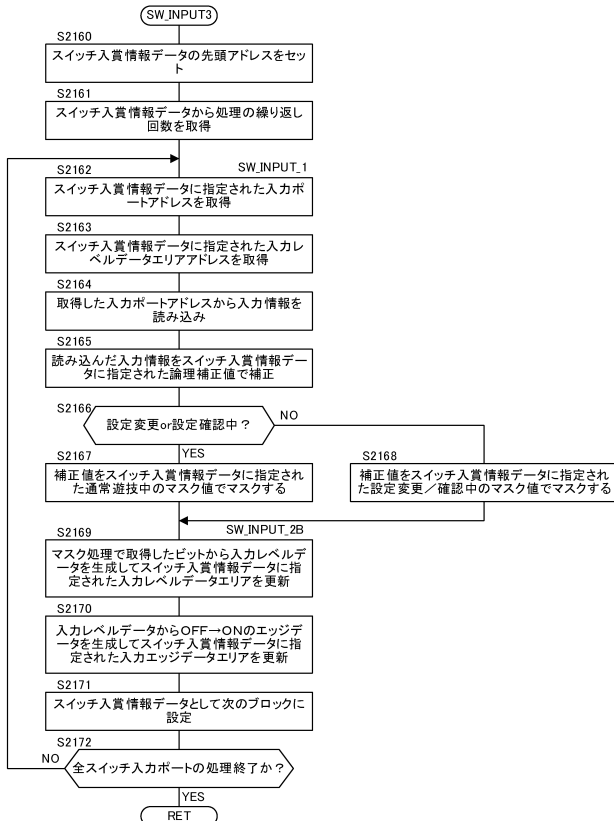 SW_INPUT3
S2160
スイッチ入賞情報データの先頭アドレスをセッ
ト
S2161
スイッチ入賞情報データから処理の繰り返し
回数を取得
SW_INPUT_1
S2162
スイッチ入賞情報データに指定された入力ポ
ートアドレスを取得
S2163
スイッチ入賞情報データに指定された入力レ
ベルデータエリアアドレスを取得
S2164
取得した入力ポートアドレスから入力情報を
読み込み
S2165
読み込んだ入力情報をスイッチ入賞情報デー
タに指定された論理補正値で補正
S2166
設定変更or設定確認中？
NO
YES
S2167
補正値をスイッチ入賞情報データに指定され
た通常遊技中のマスク値でマスクする
S2168
補正値をスイッチ入賞情報データに指定され
た設定変更／確認中のマスク値でマスクする
SW_INPUT_2B
S2169
マスク処理で取得したビットから入力レベルデ
ータを生成してスイッチ入賞情報データに指
定された入力レベルデータエリアを更新
S2170
入力レベルデータからOFF→ONのエッジデ
ータを生成してスイッチ入賞情報データに
指定された入力エッジデータエリアを更新
S2171
スイッチ入賞情報データとして次のブロックに
設定
S2172
NO
全スイッチ入力ポートの処理終了か？
YES
RET